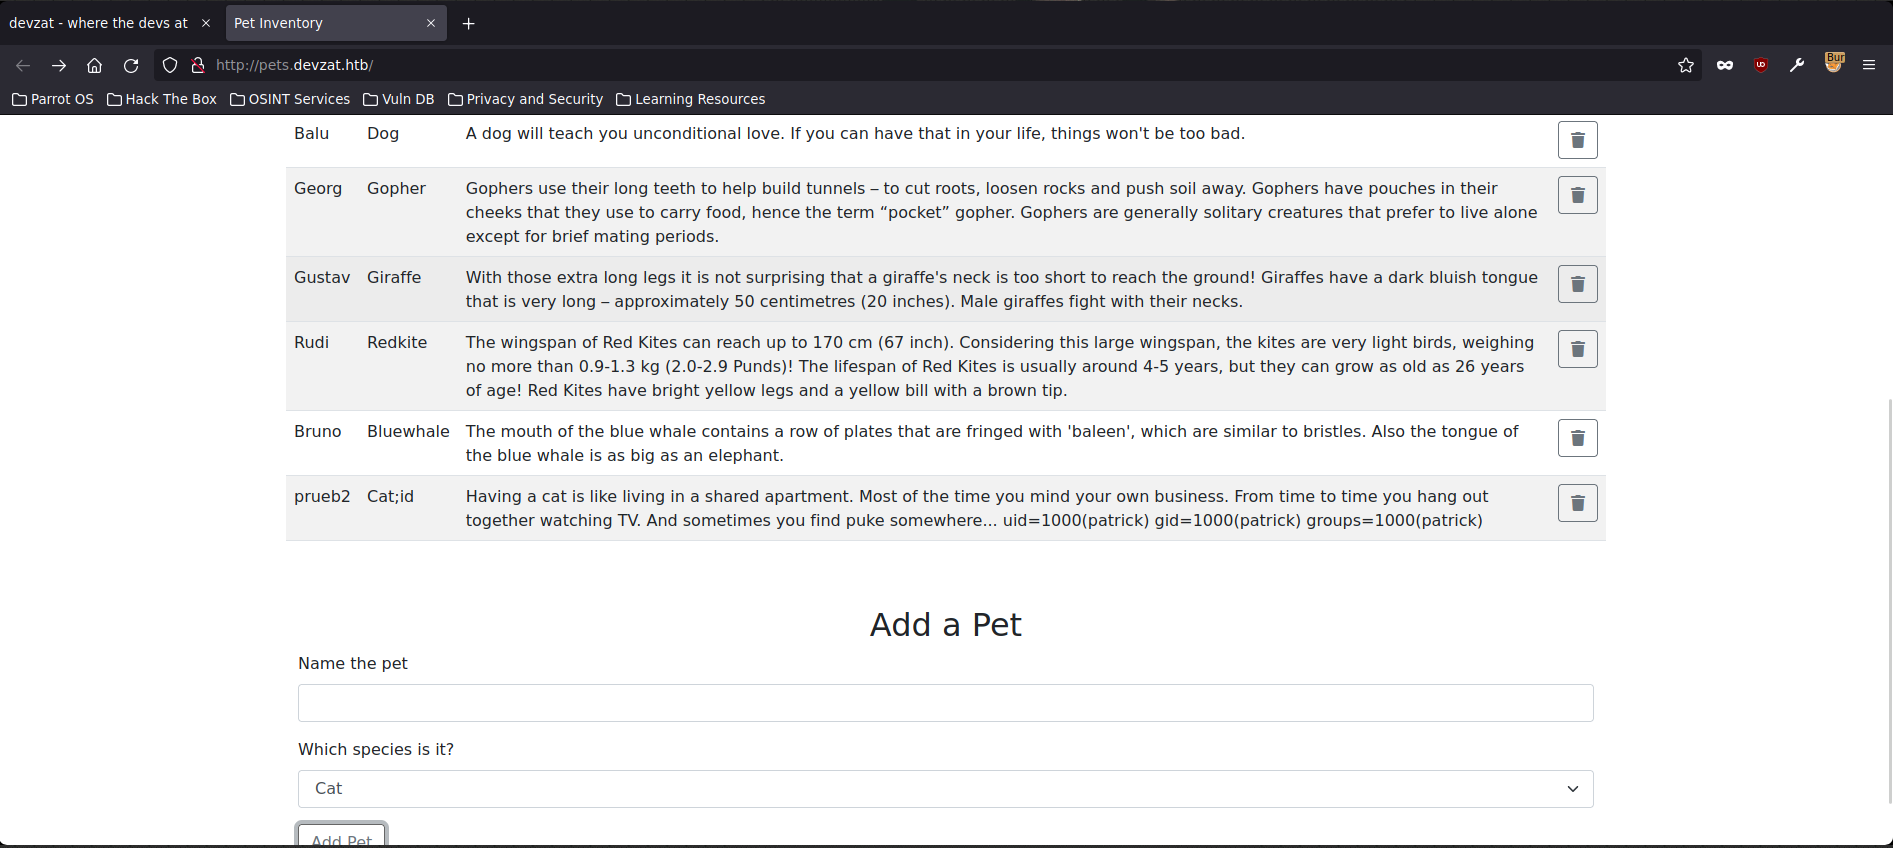 devzat - where the devs at
Pet Inventory
http://pets.devzat.htb/
Bur
Parrot OS Hack The Box OSINT Services Vuln DB Privacy and Security Learning Resources
Balu Dog A dog will teach you unconditional love. If you can have that in your life, things won't be too bad.
Georg Gopher Gophers use their long teeth to help build tunnels – to cut roots, loosen rocks and push soil away. Gophers have pouches in their
cheeks that they use to carry food, hence the term “pocket” gopher. Gophers are generally solitary creatures that prefer to live alone
except for brief mating periods.
Gustav Giraffe With those extra long legs it is not surprising that a giraffe's neck is too short to reach the ground! Giraffes have a dark bluish tongue
that is very long – approximately 50 centimetres (20 inches). Male giraffes fight with their necks.
Rudi Redkite The wingspan of Red Kites can reach up to 170 cm (67 inch). Considering this large wingspan, the kites are very light birds, weighing
no more than 0.9-1.3 kg (2.0-2.9 Punds)! The lifespan of Red Kites is usually around 4-5 years, but they can grow as old as 26 years
of age! Red Kites have bright yellow legs and a yellow bill with a brown tip.
Bruno Bluewhale The mouth of the blue whale contains a row of plates that are fringed with 'baleen', which are similar to bristles. Also the tongue of
the blue whale is as big as an elephant.
prueb2 Cat;id Having a cat is like living in a shared apartment. Most of the time you mind your own business. From time to time you hang out
together watching TV. And sometimes you find puke somewhere... uid=1000(patrick) gid=1000(patrick) groups=1000(patrick)
Add a Pet
Name the pet
Which species is it?
Cat
Add Pet